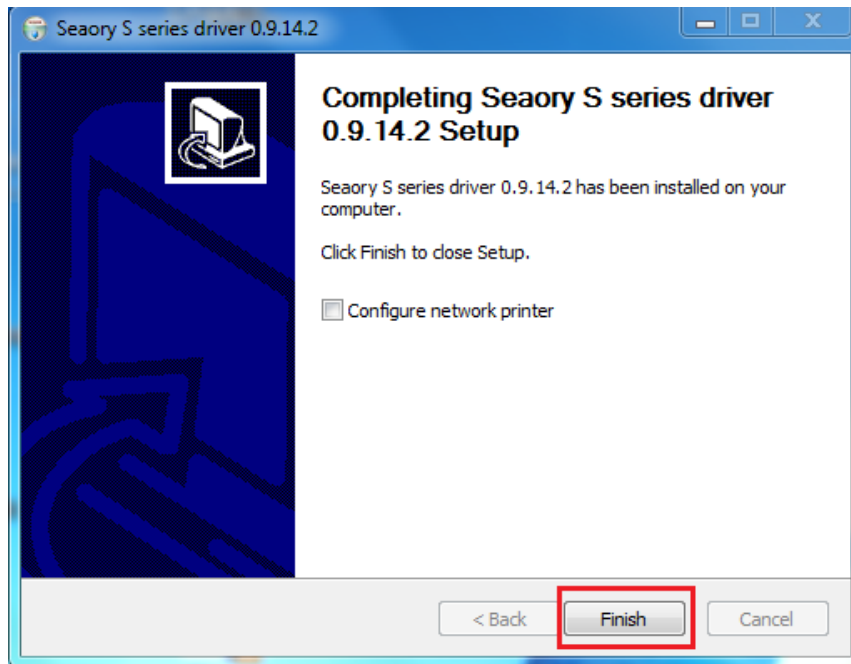 Seaory S series driver 0.9.14.2
Completing Seaory S series driver
0.9.14.2 Setup
Seaory S series driver 0.9.14.2 has been installed on your
computer.
Click Finish to close Setup.
Configure network printer
< Back Finish Cancel